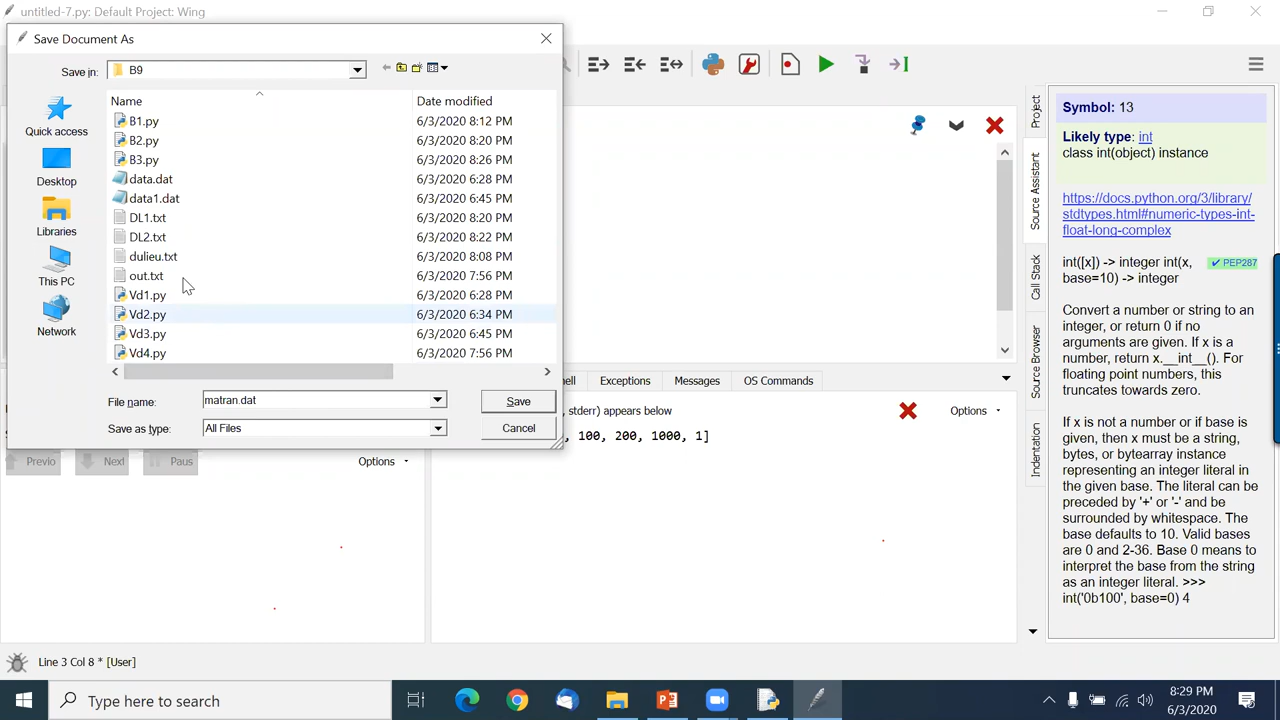 untitled-7.py: Default Project: Wing
Save Document As
Save in:
B9
Name
Date modified
B1.py
6/3/2020 8:12 PM
B2.py
6/3/2020 8:20 PM
B3.py
6/3/2020 8:26 PM
data.dat
6/3/2020 6:28 PM
data1.dat
6/3/2020 6:45 PM
DL1.txt
6/3/2020 8:20 PM
DL2.txt
6/3/2020 8:22 PM
dulieu.txt
6/3/2020 8:08 PM
out.txt
6/3/2020 7:56 PM
Vd1.py
6/3/2020 6:28 PM
Vd2.py
6/3/2020 6:34 PM
Vd3.py
6/3/2020 6:45 PM
Vd4.py
6/3/2020 7:56 PM
Quick access
Desktop
Libraries
This PC
Network
File name:
matran.dat
Save
Save as type:
All Files
Cancel
Previo
Next
Paus
Options
ell
Exceptions
Messages
OS Commands
, stderr) appears below
Options
, 100, 200, 1000, 1]
Project
Source Assistant
Call Stack
Source Browser
Indentation
Symbol: 13
Likely type: int
class int(object) instance
https://docs.python.org/3/library/
stdtypes.html#numeric-types-int-
float-long-complex
int([x]) -> integer int(x,
base=10) -> integer
✓ PEP287
Convert a number or string to an
integer, or return 0 if no
arguments are given. If x is a
number, return x.__int__(). For
floating point numbers, this
truncates towards zero.
If x is not a number or if base is
given, then x must be a string,
bytes, or bytearray instance
representing an integer literal in
the given base. The literal can be
preceded by '+' or '-' and be
surrounded by whitespace. The
base defaults to 10. Valid bases
are 0 and 2-36. Base 0 means to
interpret the base from the string
as an integer literal. >>>
int('0b100', base=0) 4
Line 3 Col 8 * [User]
Type here to search
8:29 PM
6/3/2020